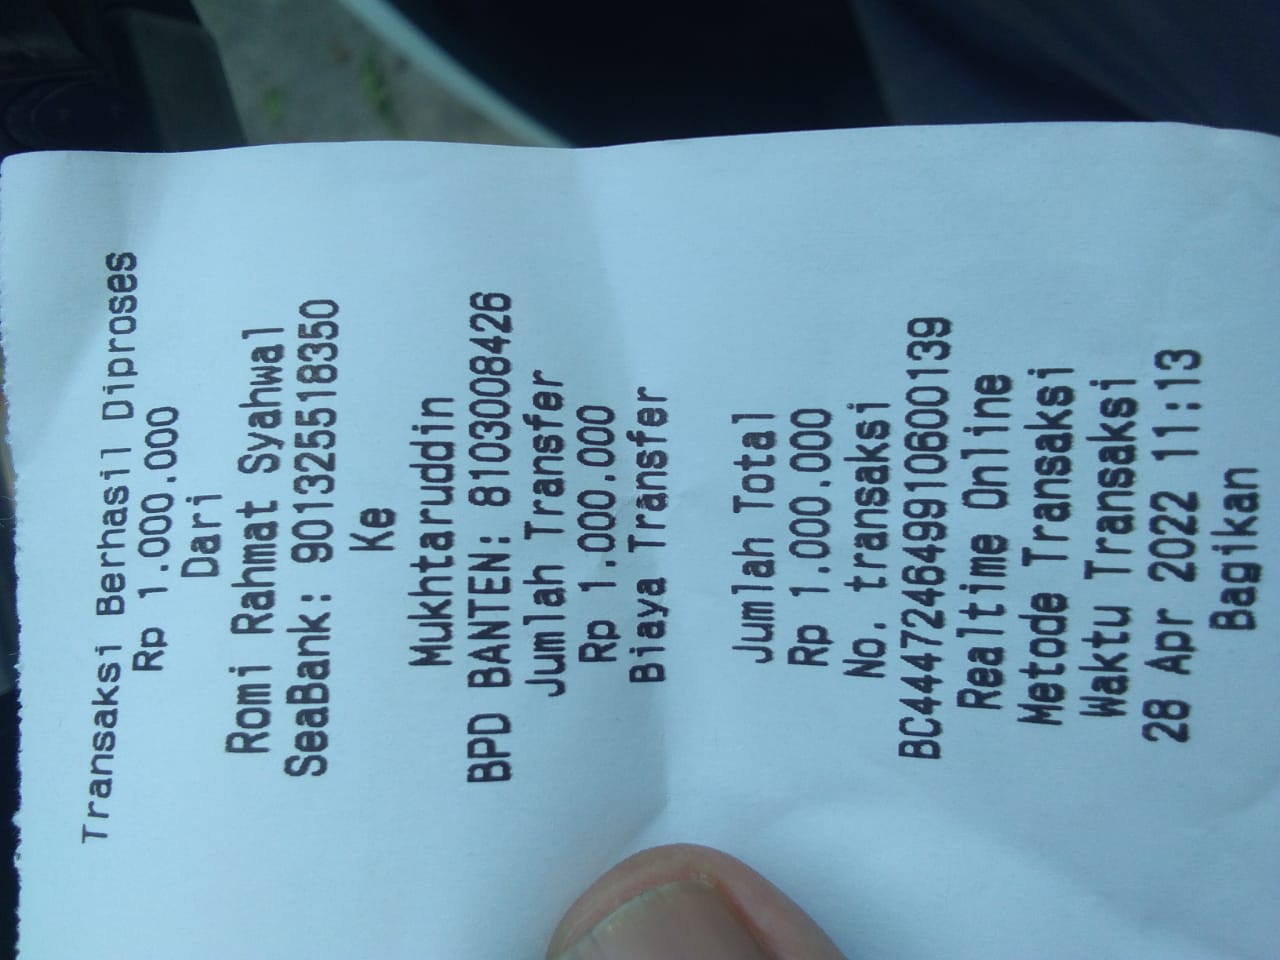 Transaksi Berhasil Diproses
Rp 1.000.000
Dari
Romi Rahmat Syahwal
SeaBank: 901325518350
Ke
Mukhtaruddin
BPD BANTEN: 8103008426
Jumlah Transfer
Rp 1.000.000
Biaya Transfer
Jumlah Total
Rp 1.000.000
No. transaksi
BC44472464991060013​9
Realtime Online
Metode Transaksi
Waktu Transaksi
28 Apr 2022 11:13
Bagikan